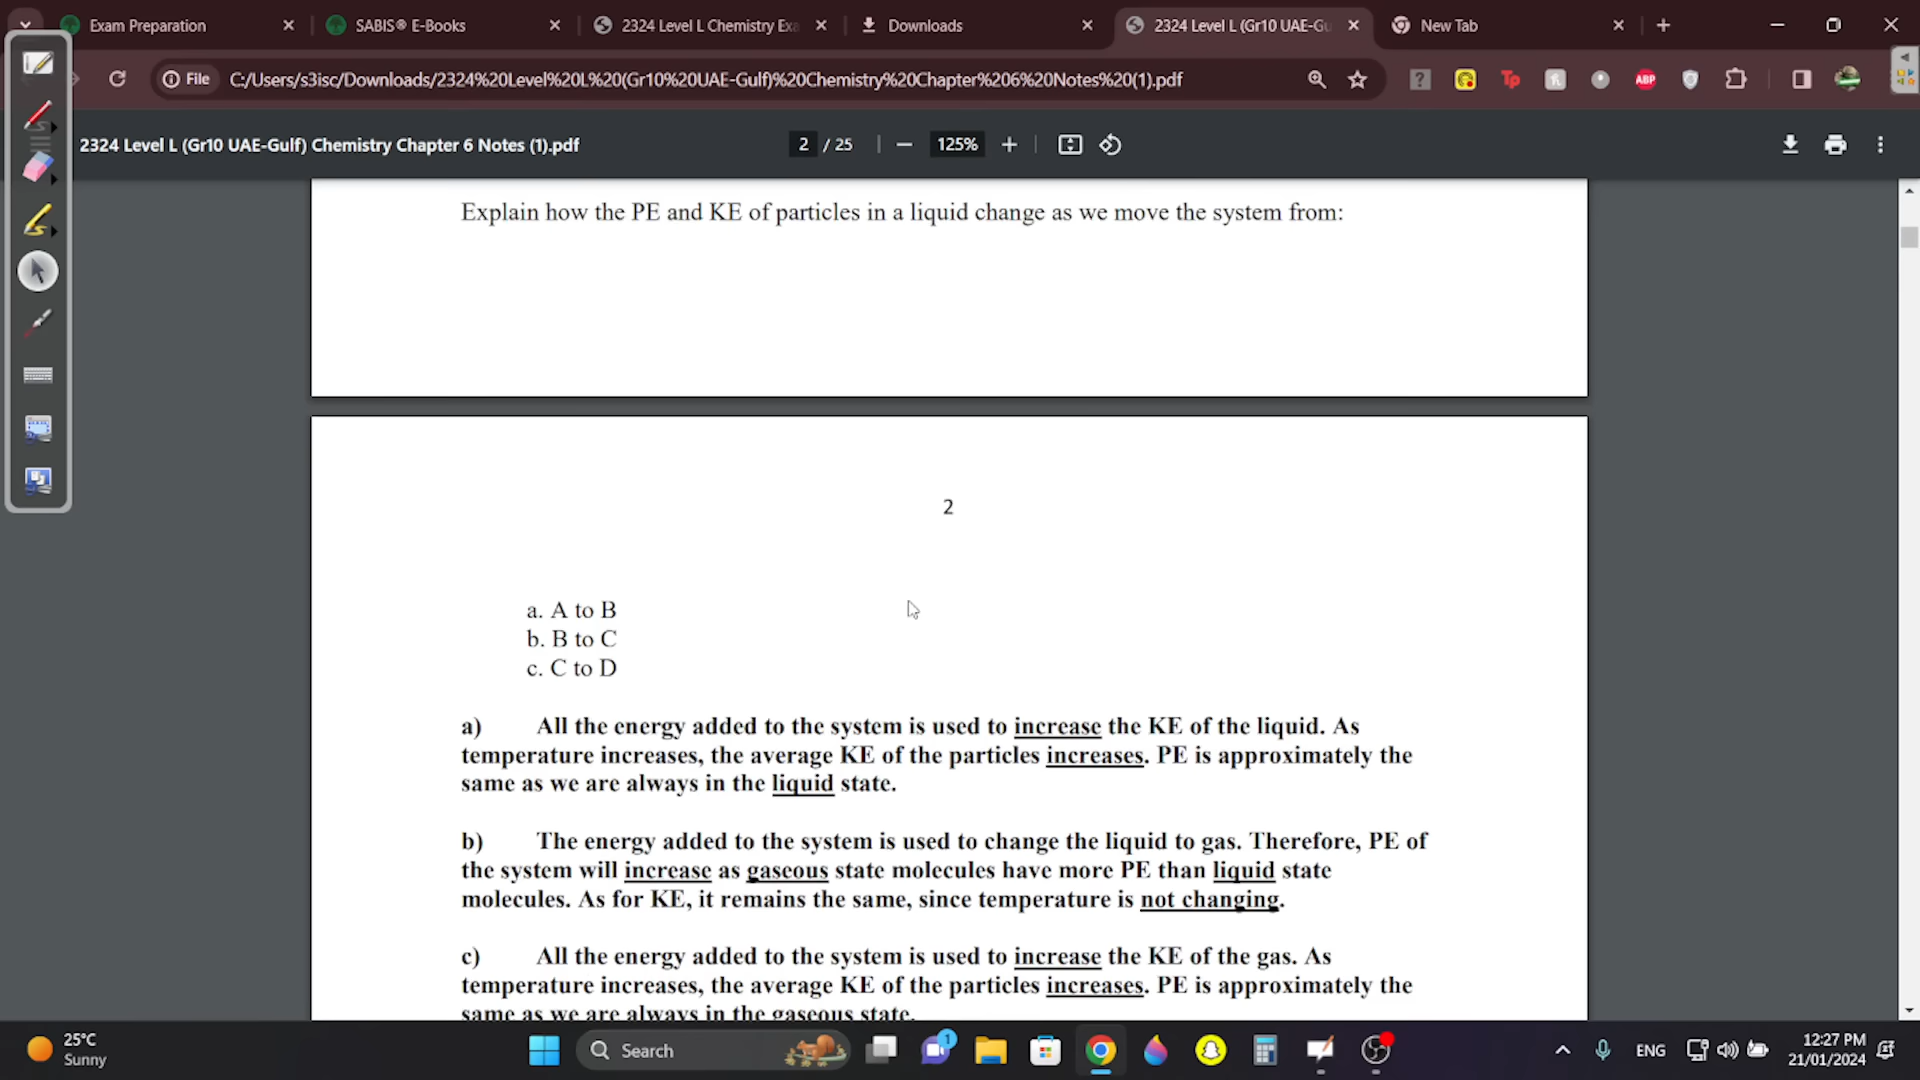 Exam Preparation
SABIS® E-Books
2324 Level L Chemistry Exa
Downloads
2324 Level L (Gr10 UAE-Gu
New Tab
File
C:/Users/s3isc/Downloads/2324%20Level%20L%20(Gr10%20UAE-Gulf)%20Chemistry%20Chapter%206%20Notes%20(1).pdf
Tp
ABP
2324 Level L (Gr10 UAE-Gulf) Chemistry Chapter 6 Notes (1).pdf
2 / 25
125%
Explain how the PE and KE of particles in a liquid change as we move the system from:
2
a. A to B
b. B to C
c. C to D
a) All the energy added to the system is used to increase the KE of the liquid. As
temperature increases, the average KE of the particles increases. PE is approximately the
same as we are always in the liquid state.
b) The energy added to the system is used to change the liquid to gas. Therefore, PE of
the system will increase as gaseous state molecules have more PE than liquid state
molecules. As for KE, it remains the same, since temperature is not changing.
c) All the energy added to the system is used to increase the KE of the gas. As
temperature increases, the average KE of the particles increases. PE is approximately the
same as we are always in the gaseous state.
25°C
Sunny
Search
1
ENG
12:27 PM
21/01/2024